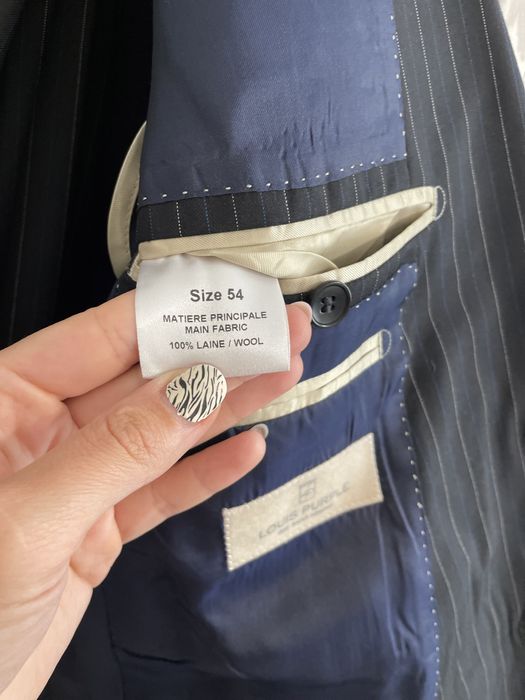 Size 54
MATIERE PRINCIPALE
MAIN FABRIC
100% LAINE / WOOL
LOUIS PURPLE